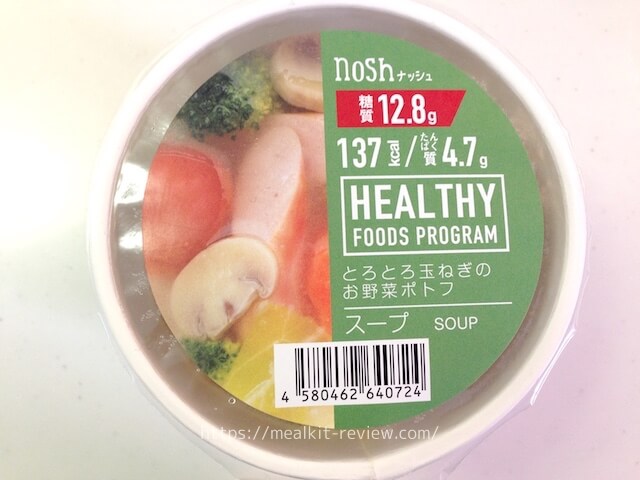 nosh ナッシュ
糖質 12.8g
137 kcal / たんぱく質 4.7g
HEALTHY
FOODS PROGRAM
とろとろ玉ねぎの
お野菜ポトフ
スープ SOUP
4 580462 640724
https://mealkit-review.com/